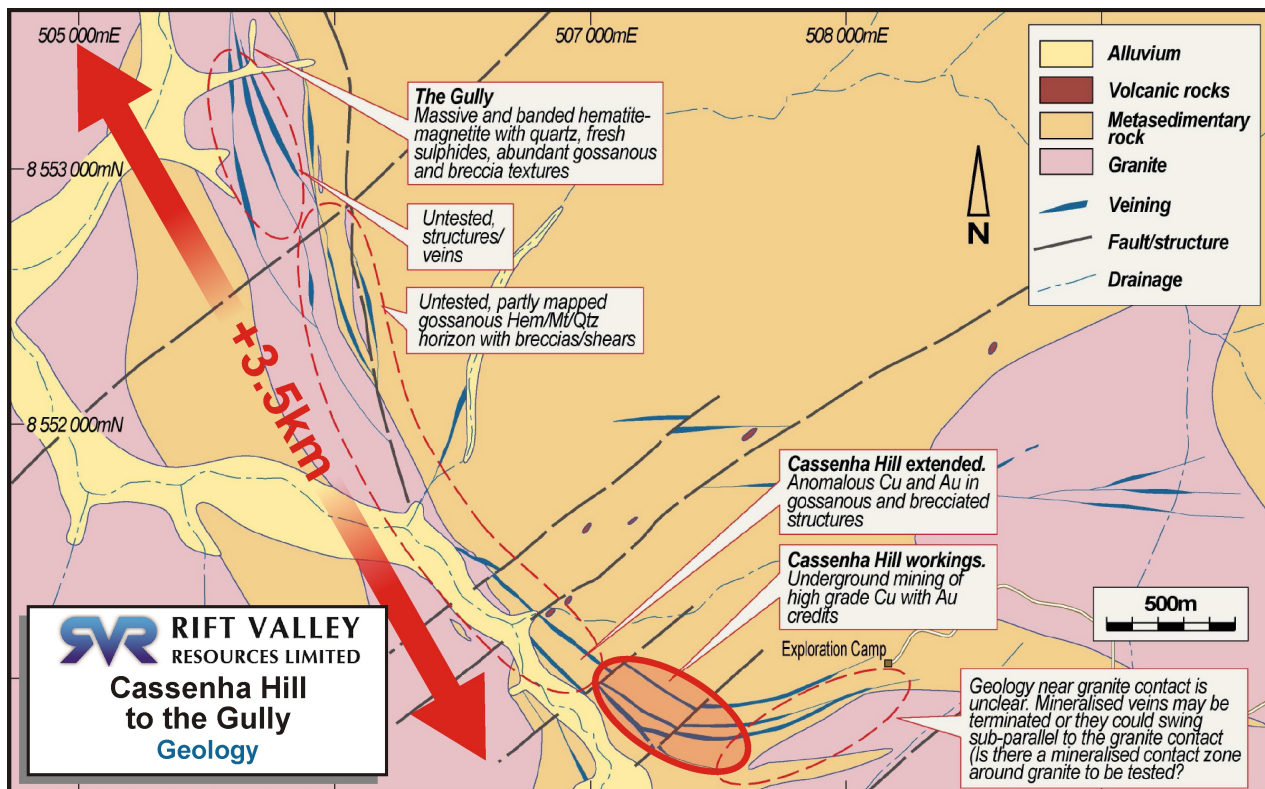 505 000mE
507 000mE
508 000mE
8 553 000mN
8 552 000mN
The Gully
Massive and banded hematite-
magnetite with quartz, fresh
sulphides, abundant gossanous
and breccia textures
Untested,
structures/
veins
Untested, partly mapped
gossanous Hem/Mt/Qtz
horizon with breccias/shears
+3.5km
Alluvium
Volcanic rocks
Metasedimentary
rock
Granite
Veining
Fault/structure
Drainage
N
Cassenha Hill extended.
Anomalous Cu and Au in
gossanous and brecciated
structures
Cassenha Hill workings.
Underground mining of
high grade Cu with Au
credits
500m
Exploration Camp
Geology near granite contact is
unclear. Mineralised veins may be
terminated or they could swing
sub-parallel to the granite contact
(Is there a mineralised contact zone
around granite to be tested?
SVR RIFT VALLEY
RESOURCES LIMITED
Cassenha Hill
to the Gully
Geology